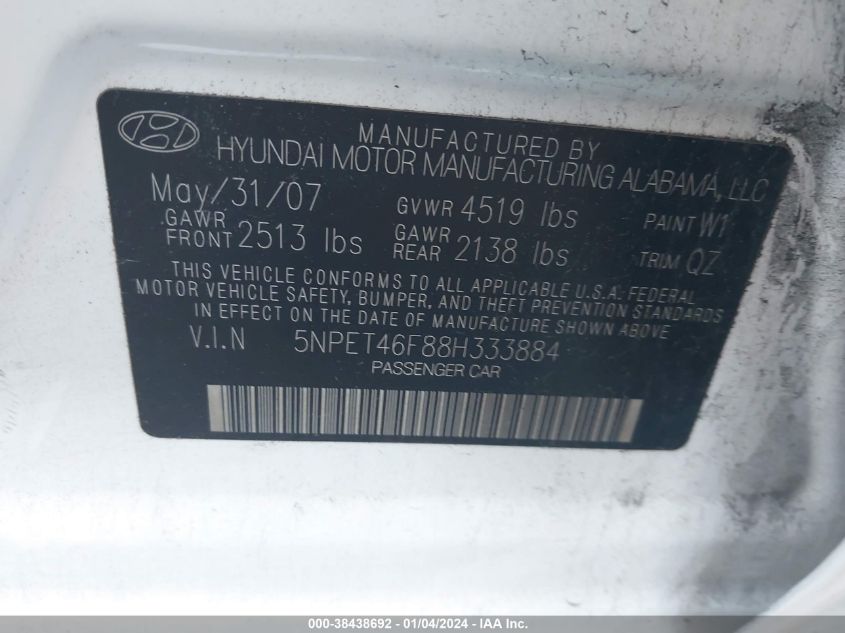 MANUFACTURED BY
HYUNDAI MOTOR MANUFACTURING ALABAMA, LLC
May/31/07 GVWR 4519 lbs PAINT W1
GAWR FRONT 2513 lbs GAWR REAR 2138 lbs TRIM QZ
THIS VEHICLE CONFORMS TO ALL APPLICABLE U.S.A. FEDERAL
MOTOR VEHICLE SAFETY, BUMPER, AND THEFT PREVENTION STANDARDS
IN EFFECT ON THE DATE OF MANUFACTURE SHOWN ABOVE
V.I.N 5NPET46F88H333884
PASSENGER CAR
000-38438692 - 01/04/2024 - IAA Inc.